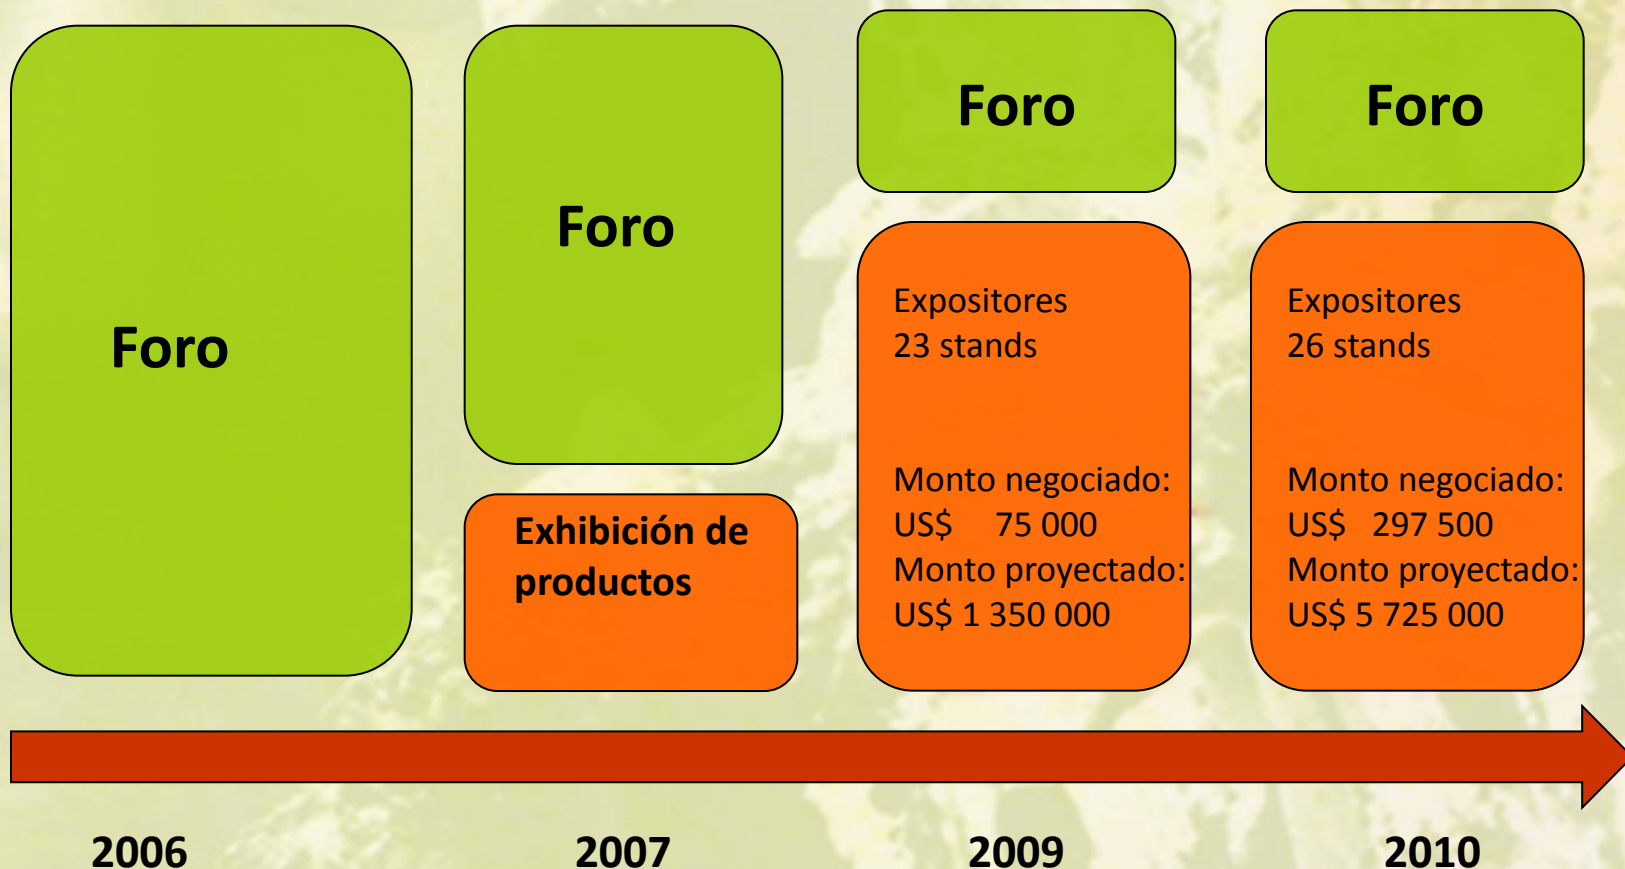 Foro
Foro
Exhibición de
productos
Foro
Expositores
23 stands
Monto negociado:
US$ 75 000
Monto proyectado:
US$ 1 350 000
Foro
Expositores
26 stands
Monto negociado:
US$ 297 500
Monto proyectado:
US$ 5 725 000
2006
2007
2009
2010